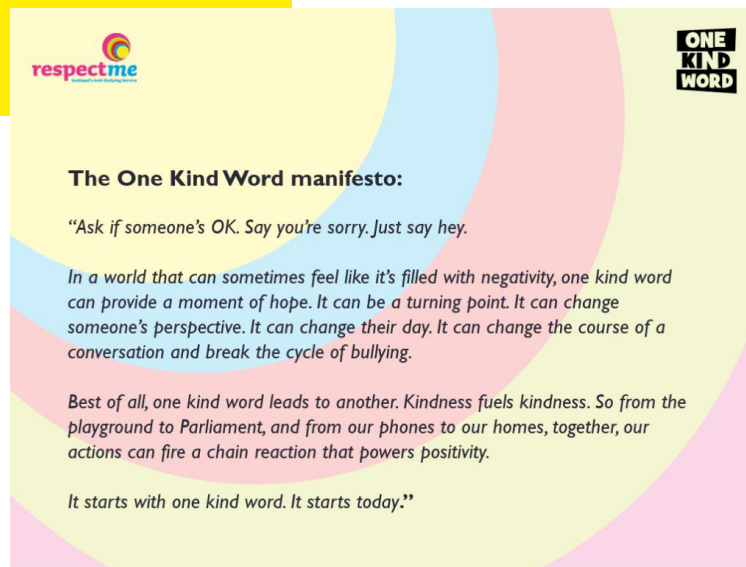 respectme
Scotland's Anti-Bullying Service
ONE
KIND
WORD
The One Kind Word manifesto:
“Ask if someone’s OK. Say you’re sorry. Just say hey.
In a world that can sometimes feel like it’s filled with negativity, one kind word
can provide a moment of hope. It can be a turning point. It can change
someone’s perspective. It can change their day. It can change the course of a
conversation and break the cycle of bullying.
Best of all, one kind word leads to another. Kindness fuels kindness. So from the
playground to Parliament, and from our phones to our homes, together, our
actions can fire a chain reaction that powers positivity.
It starts with one kind word. It starts today.”